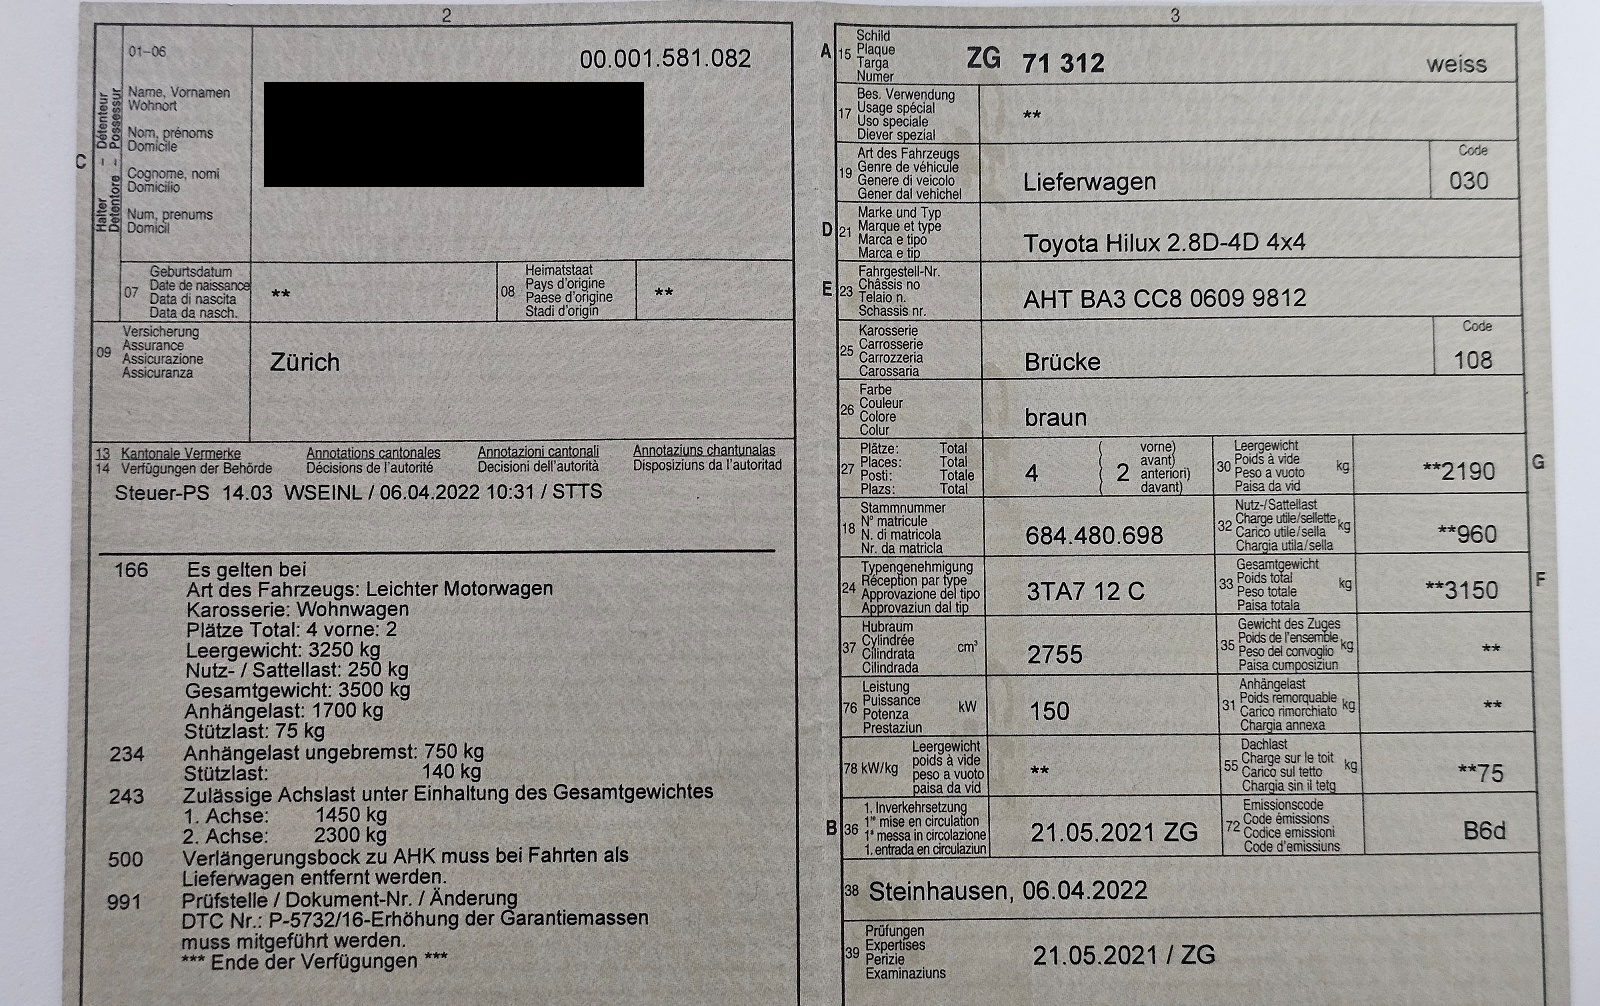 2
01–06
00.001.581.082
Halter – Détenteur
Detentore – Possessur
C
Name, Vornamen
Wohnort
Nom, prénoms
Domicile
Cognome, nomi
Domicilio
Num, prenums
Domicil
07
Geburtsdatum
Date de naissance
Data di nascita
Data da nasch.
**
08
Heimatstaat
Pays d'origine
Paese d'origine
Stadi d'origin
**
09
Versicherung
Assurance
Assicurazione
Assicuranza
Zürich
13 Kantonale Vermerke Annotations cantonales Annotazioni cantonali Annotaziuns chantunalas
14 Verfügungen der Behörde Décisions de l'autorité Decisioni dell'autorità Disposiziuns da l'autoritad
Steuer-PS 14.03 WSEINL / 06.04.2022 10:31 / STTS
166 Es gelten bei
Art des Fahrzeugs: Leichter Motorwagen
Karosserie: Wohnwagen
Plätze Total: 4 vorne: 2
Leergewicht: 3250 kg
Nutz- / Sattellast: 250 kg
Gesamtgewicht: 3500 kg
Anhängelast: 1700 kg
Stützlast: 75 kg
234 Anhängelast ungebremst: 750 kg
Stützlast: 140 kg
243 Zulässige Achslast unter Einhaltung des Gesamtgewichtes
1. Achse: 1450 kg
2. Achse: 2300 kg
500 Verlängerungsbock zu AHK muss bei Fahrten als
Lieferwagen entfernt werden.
991 Prüfstelle / Dokument-Nr. / Änderung
DTC Nr.: P-5732/16-Erhöhung der Garantiemassen
muss mitgeführt werden.
*** Ende der Verfügungen ***
3
A 15
Schild
Plaque
Targa
Numer
ZG 71 312 weiss
17
Bes. Verwendung
Usage spécial
Uso speciale
Diever spezial
**
19
Art des Fahrzeugs
Genre de véhicule
Genere di veicolo
Gener dal vehichel
Lieferwagen
Code
030
D 21
Marke und Typ
Marque et type
Marca e tipo
Marca e tip
Toyota Hilux 2.8D-4D 4x4
E 23
Fahrgestell-Nr.
Châssis no
Telaio n.
Schassis nr.
AHT BA3 CC8 0609 9812
25
Karosserie
Carrosserie
Carrozzeria
Carossaria
Brücke
Code
108
26
Farbe
Couleur
Colore
Colur
braun
27
Plätze: Total
Places: Total
Posti: Totale
Plazs: Total
4
( vorne)
( avant)
( anteriori)
( davant)
2
30
Leergewicht
Poids à vide
Peso a vuoto
Paisa da vid
kg
**2190
G
18
Stammnummer
N° matricule
N. di matricola
Nr. da matricla
684.480.698
32
Nutz-/Sattellast
Charge utile/sellette
Carico utile/sella
Chargia utila/sella
kg
**960
24
Typengenehmigung
Réception par type
Approvazione del tipo
Approvaziun dal tip
3TA7 12 C
33
Gesamtgewicht
Poids total
Peso totale
Paisa totala
kg
**3150
F
37
Hubraum
Cylindrée
Cilindrata
Cilindrada
cm³
2755
35
Gewicht des Zuges
Poids de l'ensemble
Peso del convoglio
Paisa cumposiziun
kg
**
76
Leistung
Puissance
Potenza
Prestaziun
kW
150
31
Anhängelast
Poids remorquable
Carico rimorchiato
Chargia annexa
kg
**
78 kW/kg
Leergewicht
poids à vide
peso a vuoto
paisa da vid
**
55
Dachlast
Charge sur le toit
Carico sul tetto
Chargia sin il tetg
kg
**75
B 36
1. Inverkehrsetzung
1re mise en circulation
1a messa in circolazione
1. entrada en circulaziun
21.05.2021 ZG
72
Emissionscode
Code émissions
Codice emissioni
Code d'emissiuns
B6d
38 Steinhausen, 06.04.2022
39
Prüfungen
Expertises
Perizie
Examinaziuns
21.05.2021 / ZG